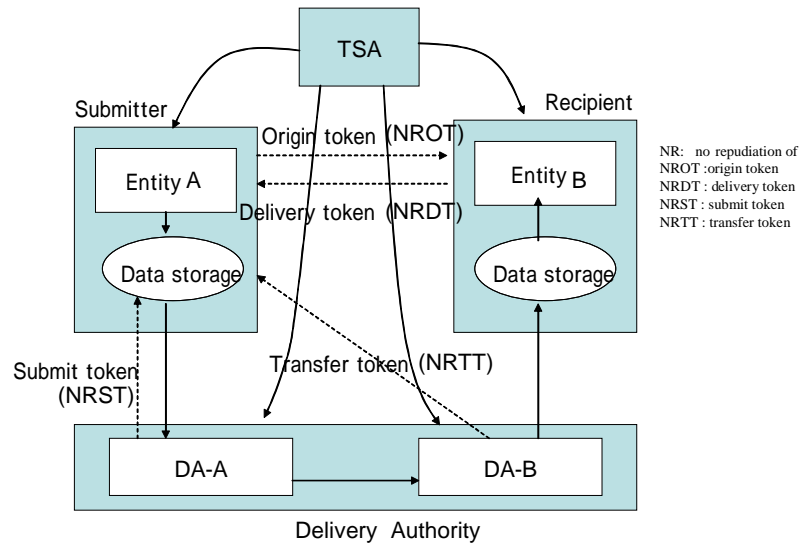 TSA
Submitter
Recipient
Origin token (NROT)
Entity A
Entity B
Delivery token (NRDT)
Data storage
Data storage
NR: no repudiation of
NROT :origin token
NRDT : delivery token
NRST : submit token
NRTT : transfer token
Submit token
(NRST)
Transfer token (NRTT)
DA-A
DA-B
Delivery Authority